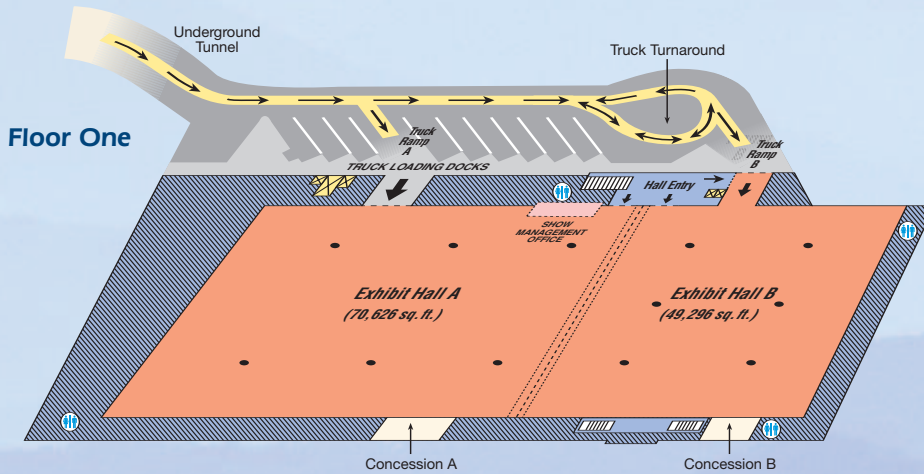 Underground
Tunnel
Truck Turnaround
Floor One
Truck
Ramp
A
Truck
Ramp
B
TRUCK LOADING DOCKS
Hall Entry
SHOW
MANAGEMENT
OFFICE
Exhibit Hall A
(70,626 sq. ft.)
Exhibit Hall B
(49,296 sq. ft.)
Concession A
Concession B